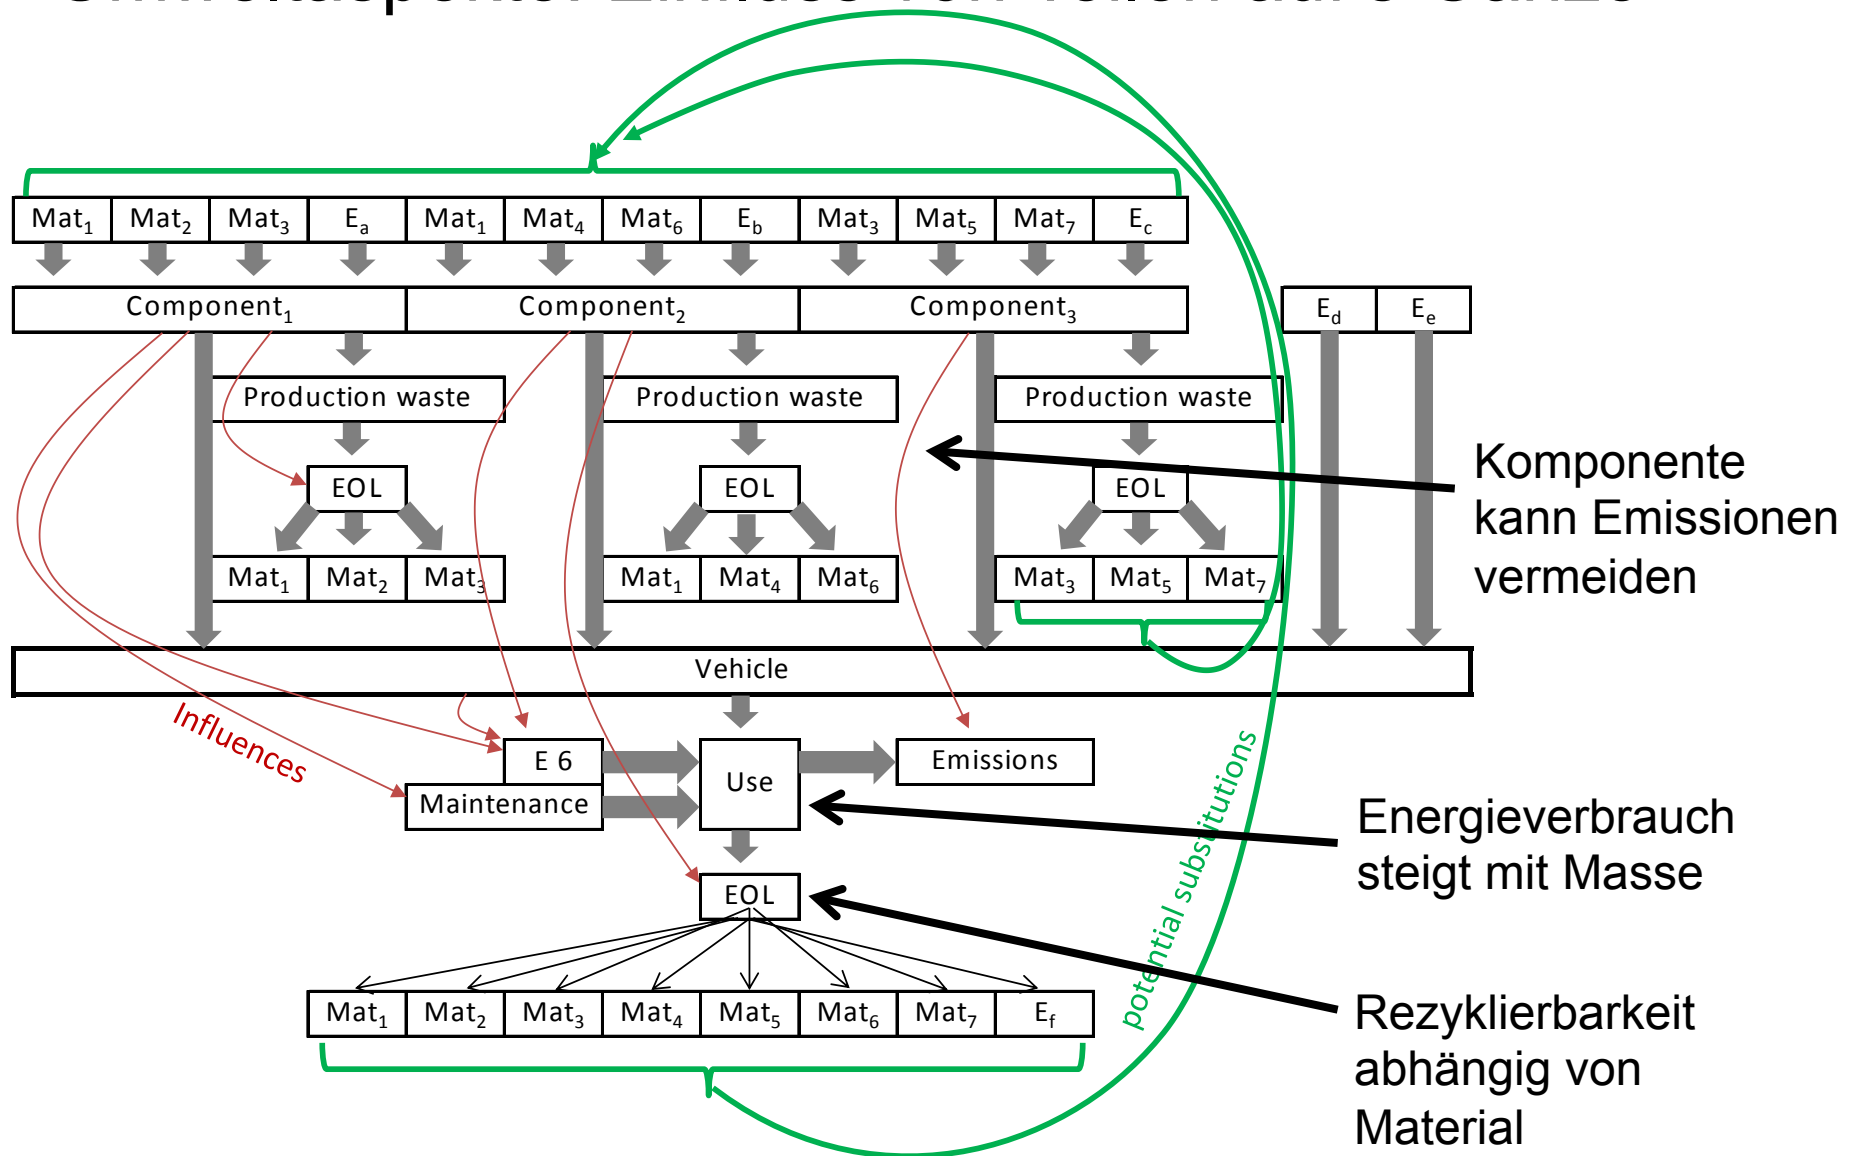 Mat1 Mat2 Mat3 Ea Mat1 Mat4 Mat6 Eb Mat3 Mat5 Mat7 Ec
Component1 Component2 Component3 Ed Ee
Production waste Production waste Production waste
EOL EOL EOL
Mat1 Mat2 Mat3 Mat1 Mat4 Mat6 Mat3 Mat5 Mat7
Komponente
kann Emissionen
vermeiden
Vehicle
Influences
E 6 Use Emissions
Maintenance
potential substitutions
Energieverbrauch
steigt mit Masse
EOL
Mat1 Mat2 Mat3 Mat4 Mat5 Mat6 Mat7 Ef
Rezyklierbarkeit
abhängig von
Material